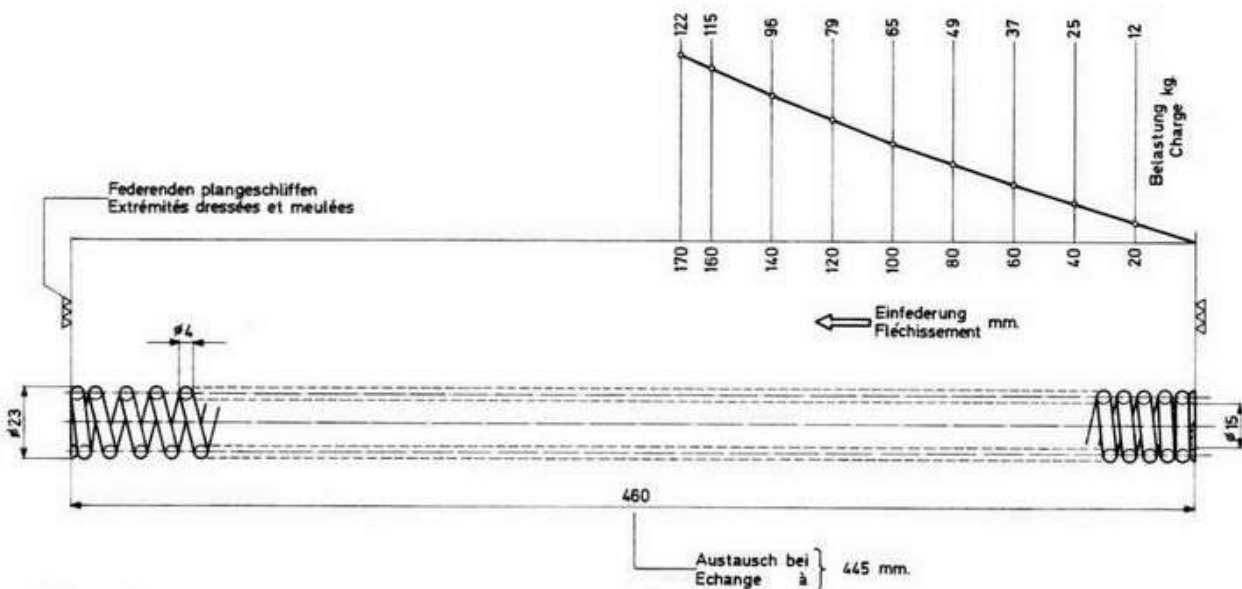 122 115 96 79 65 49 37 25 12
Belastung kg.
Charge
Federenden plangeschliffen
Extrémités dressées et meulées
170 160 140 120 100 80 60 40 20
Einfederung mm.
Fléchissement
ø4
ø23
ø15
460
Austausch bei
Echange à
445 mm.